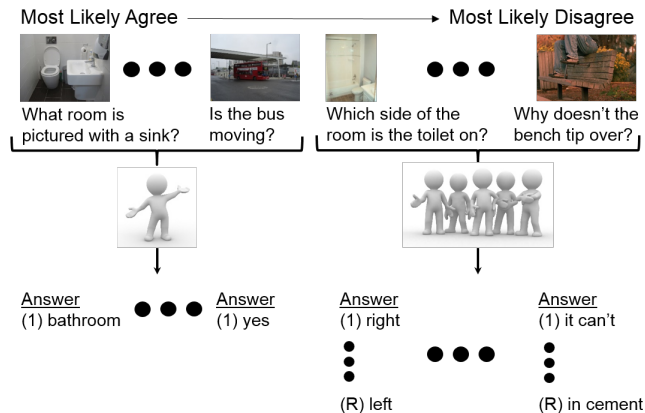 Most Likely Agree
Most Likely Disagree
What room is
pictured with a sink?
Is the bus
moving?
Which side of the
room is the toilet on?
Why doesn't the
bench tip over?
Answer
(1) bathroom
Answer
(1) yes
Answer
(1) right
(R) left
Answer
(1) it can't
(R) in cement